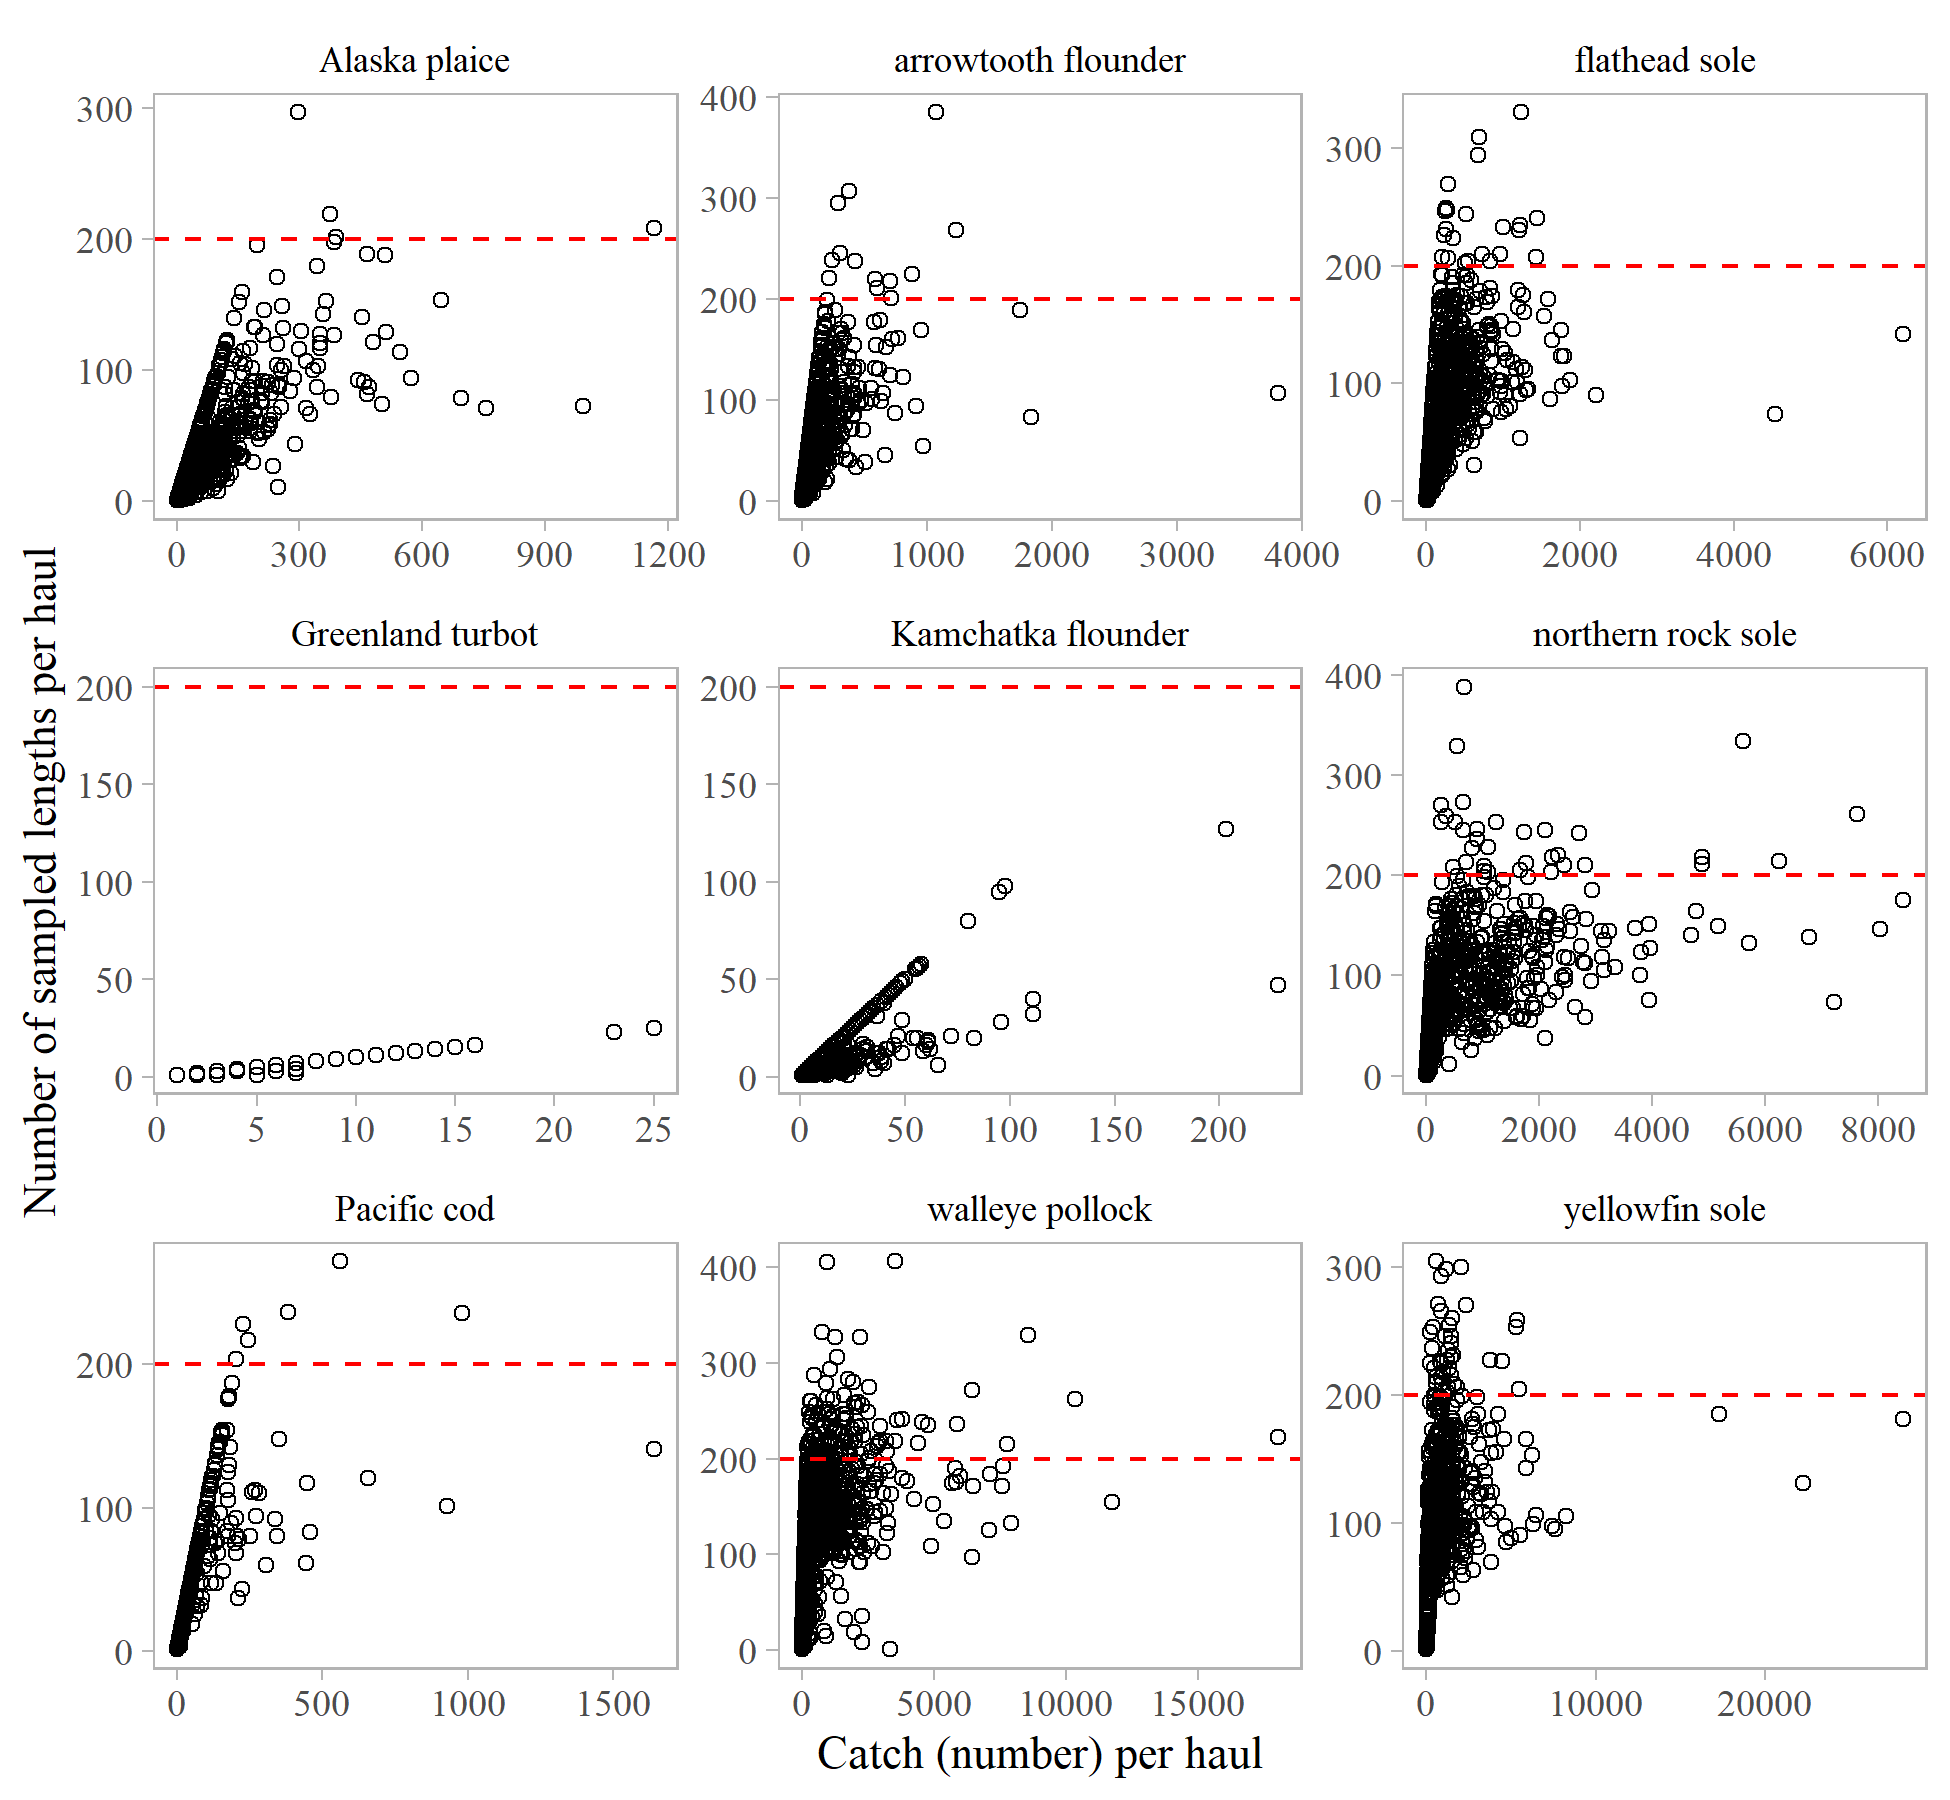 Alaska plaice
arrowtooth flounder
flathead sole
300
200
100
0
0 300 600 900 1200
400
300
200
100
0
0 1000 2000 3000 4000
300
200
100
0
0 2000 4000 6000
Number of sampled lengths per haul
Greenland turbot
Kamchatka flounder
northern rock sole
200
150
100
50
0
0 5 10 15 20 25
200
150
100
50
0
0 50 100 150 200
400
300
200
100
0
0 2000 4000 6000 8000
Pacific cod
walleye pollock
yellowfin sole
200
100
0
0 500 1000 1500
400
300
200
100
0
0 5000 10000 15000
300
200
100
0
0 10000 20000
Catch (number) per haul